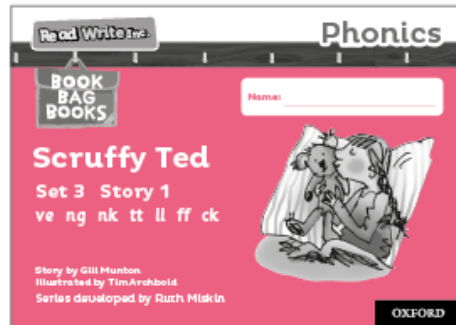 Read Write Inc.
Phonics
BOOK
BAG
BOOKS
Name:
Scruffy Ted
Set 3 Story 1
ve ng nk tt ll ff ck
Story by Gill Munton
Illustrated by Tim Archbold
Series developed by Ruth Miskin
OXFORD